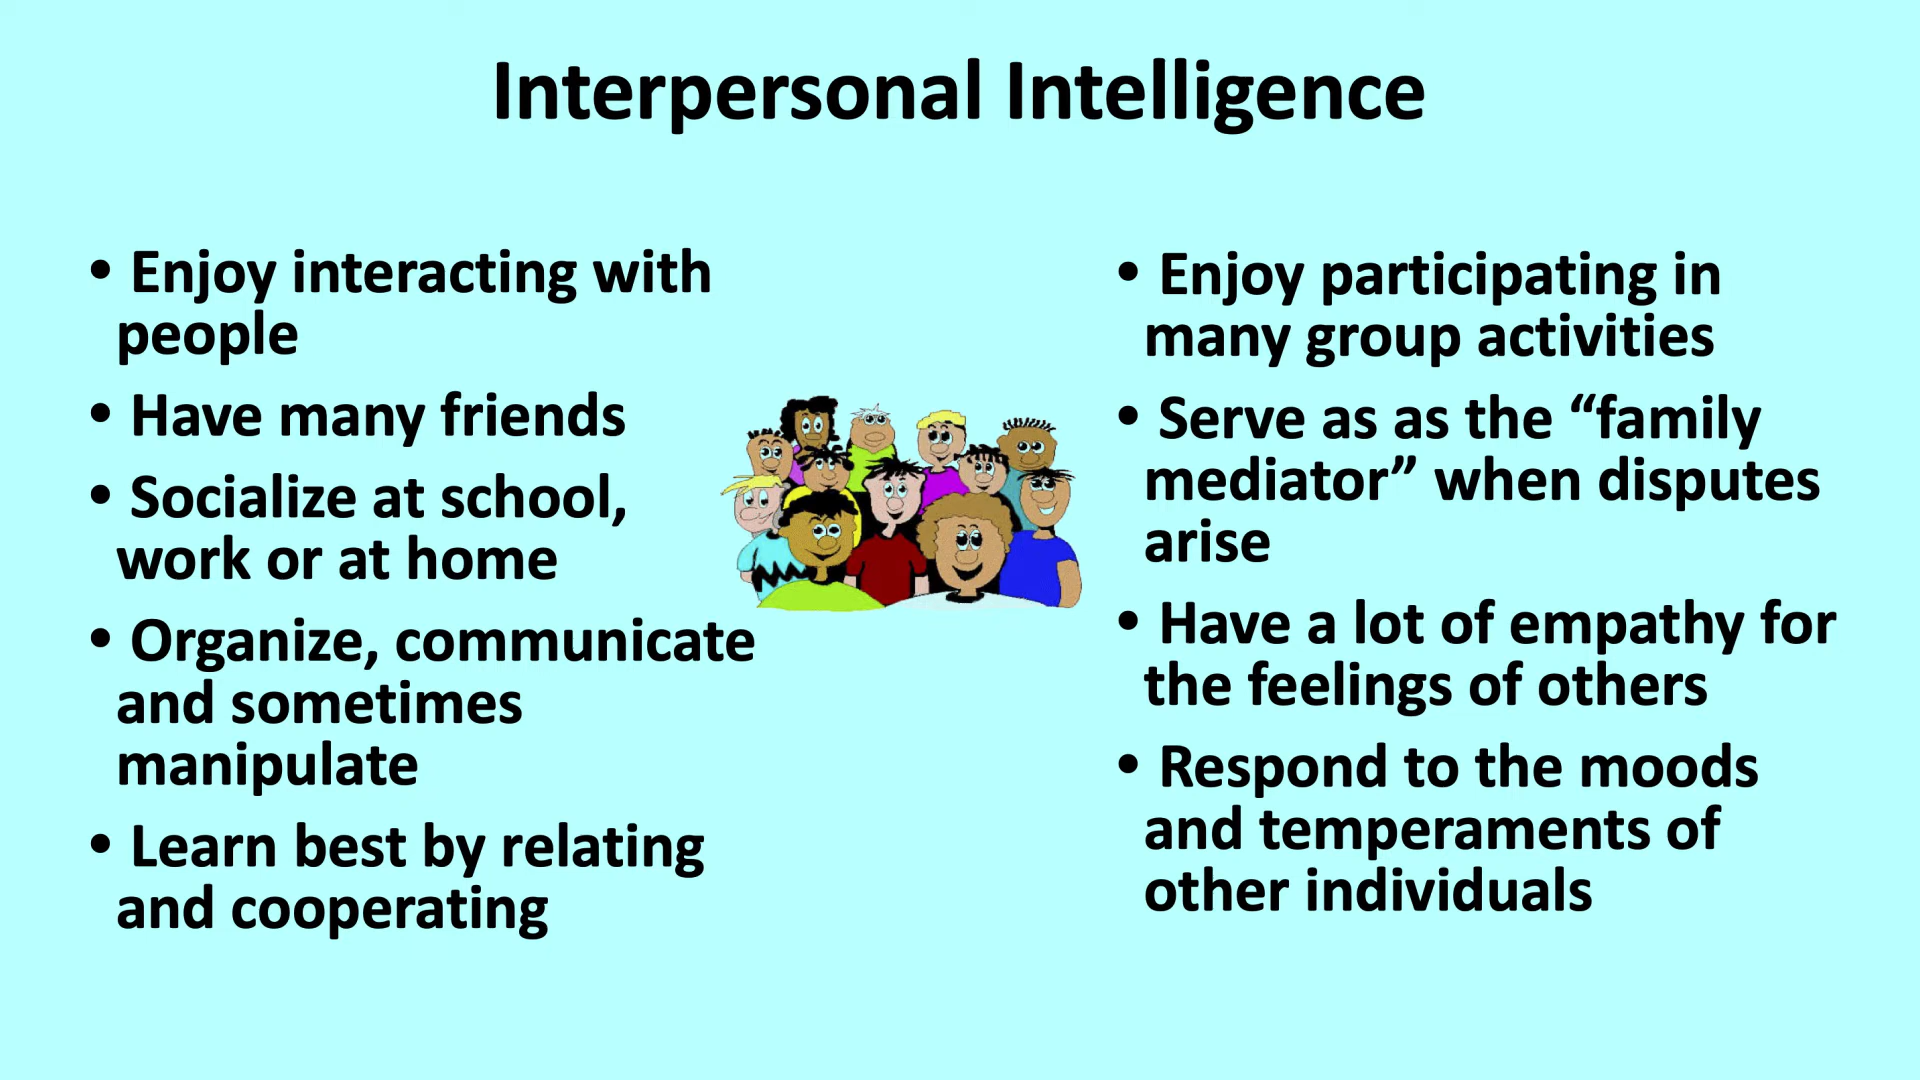 Interpersonal Intelligence
• Enjoy interacting with
people
• Have many friends
• Socialize at school,
work or at home
• Organize, communicate
and sometimes
manipulate
• Learn best by relating
and cooperating
• Enjoy participating in
many group activities
• Serve as as the “family
mediator” when disputes
arise
• Have a lot of empathy for
the feelings of others
• Respond to the moods
and temperaments of
other individuals